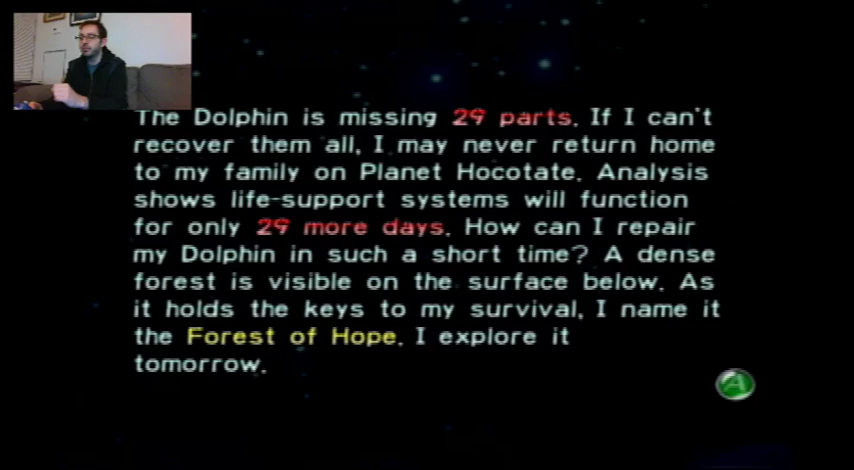 The Dolphin is missing 29 parts. If I can't
recover them all, I may never return home
to my family on Planet Hocotate. Analysis
shows life-support systems will function
for only 29 more days. How can I repair
my Dolphin in such a short time? A dense
forest is visible on the surface below. As
it holds the keys to my survival, I name it
the Forest of Hope. I explore it
tomorrow.
A